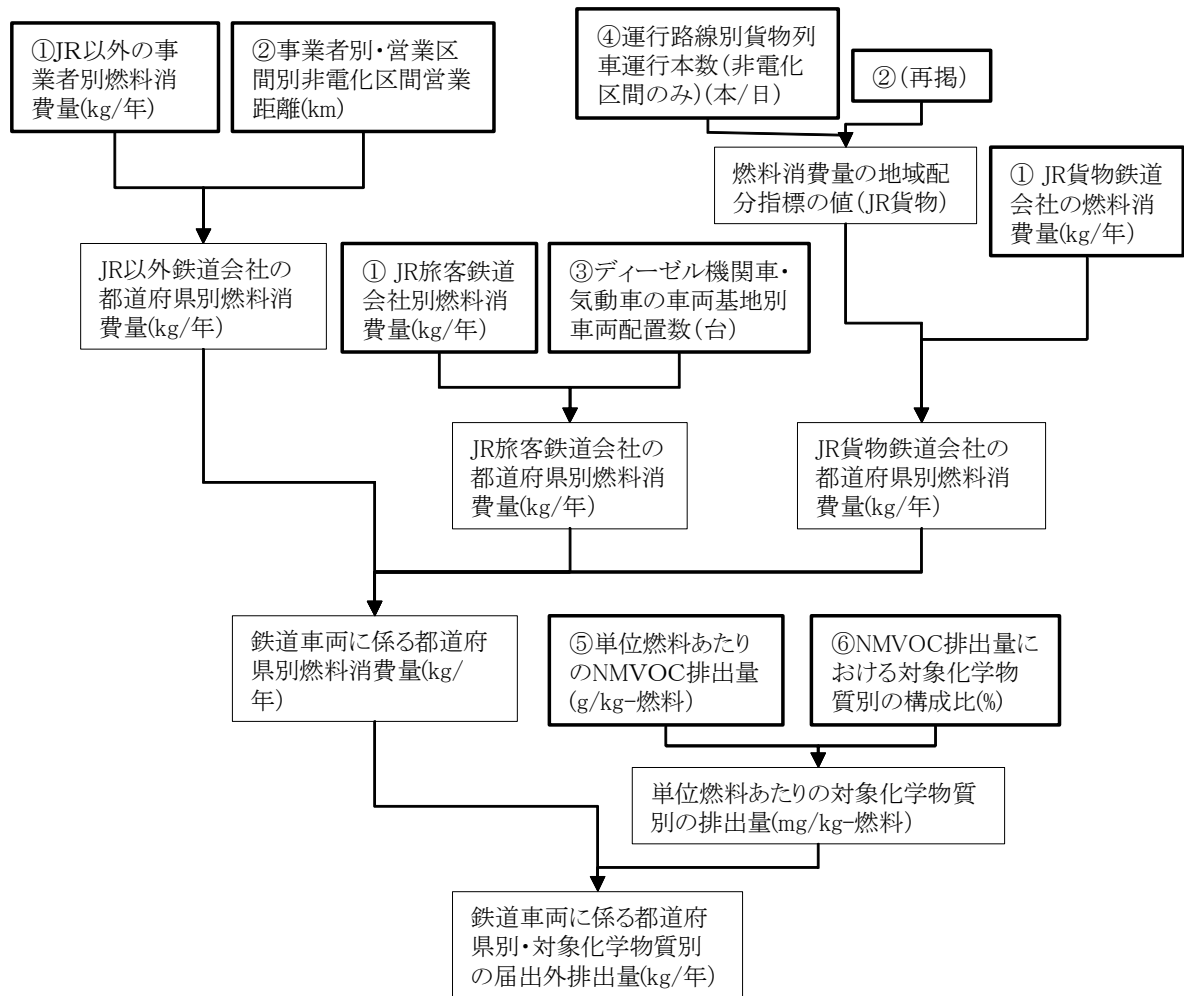 ①JR以外の事
業者別燃料消
費量(kg/年)
②事業者別・営業区
間別非電化区間営業
距離(km)
④運行路線別貨物列
車運行本数(非電化
区間のみ)(本/日)
②(再掲)
燃料消費量の地域配
分指標の値(JR貨物)
① JR貨物鉄道
会社の燃料消
費量(kg/年)
JR以外鉄道会社の
都道府県別燃料消
費量(kg/年)
① JR旅客鉄道
会社別燃料消
費量(kg/年)
③ディーゼル機関車・
気動車の車両基地別
車両配置数(台)
JR旅客鉄道会社の
都道府県別燃料消
費量(kg/年)
JR貨物鉄道会社の
都道府県別燃料消
費量(kg/年)
鉄道車両に係る都道府
県別燃料消費量(kg/
年)
⑤単位燃料あたり
のNMVOC排出量
(g/kg-燃料)
⑥NMVOC排出量に
おける対象化学物
質別の構成比(%)
単位燃料あたりの対象化学物質
別の排出量(mg/kg-燃料)
鉄道車両に係る都道府
県別・対象化学物質別
の届出外排出量(kg/年)